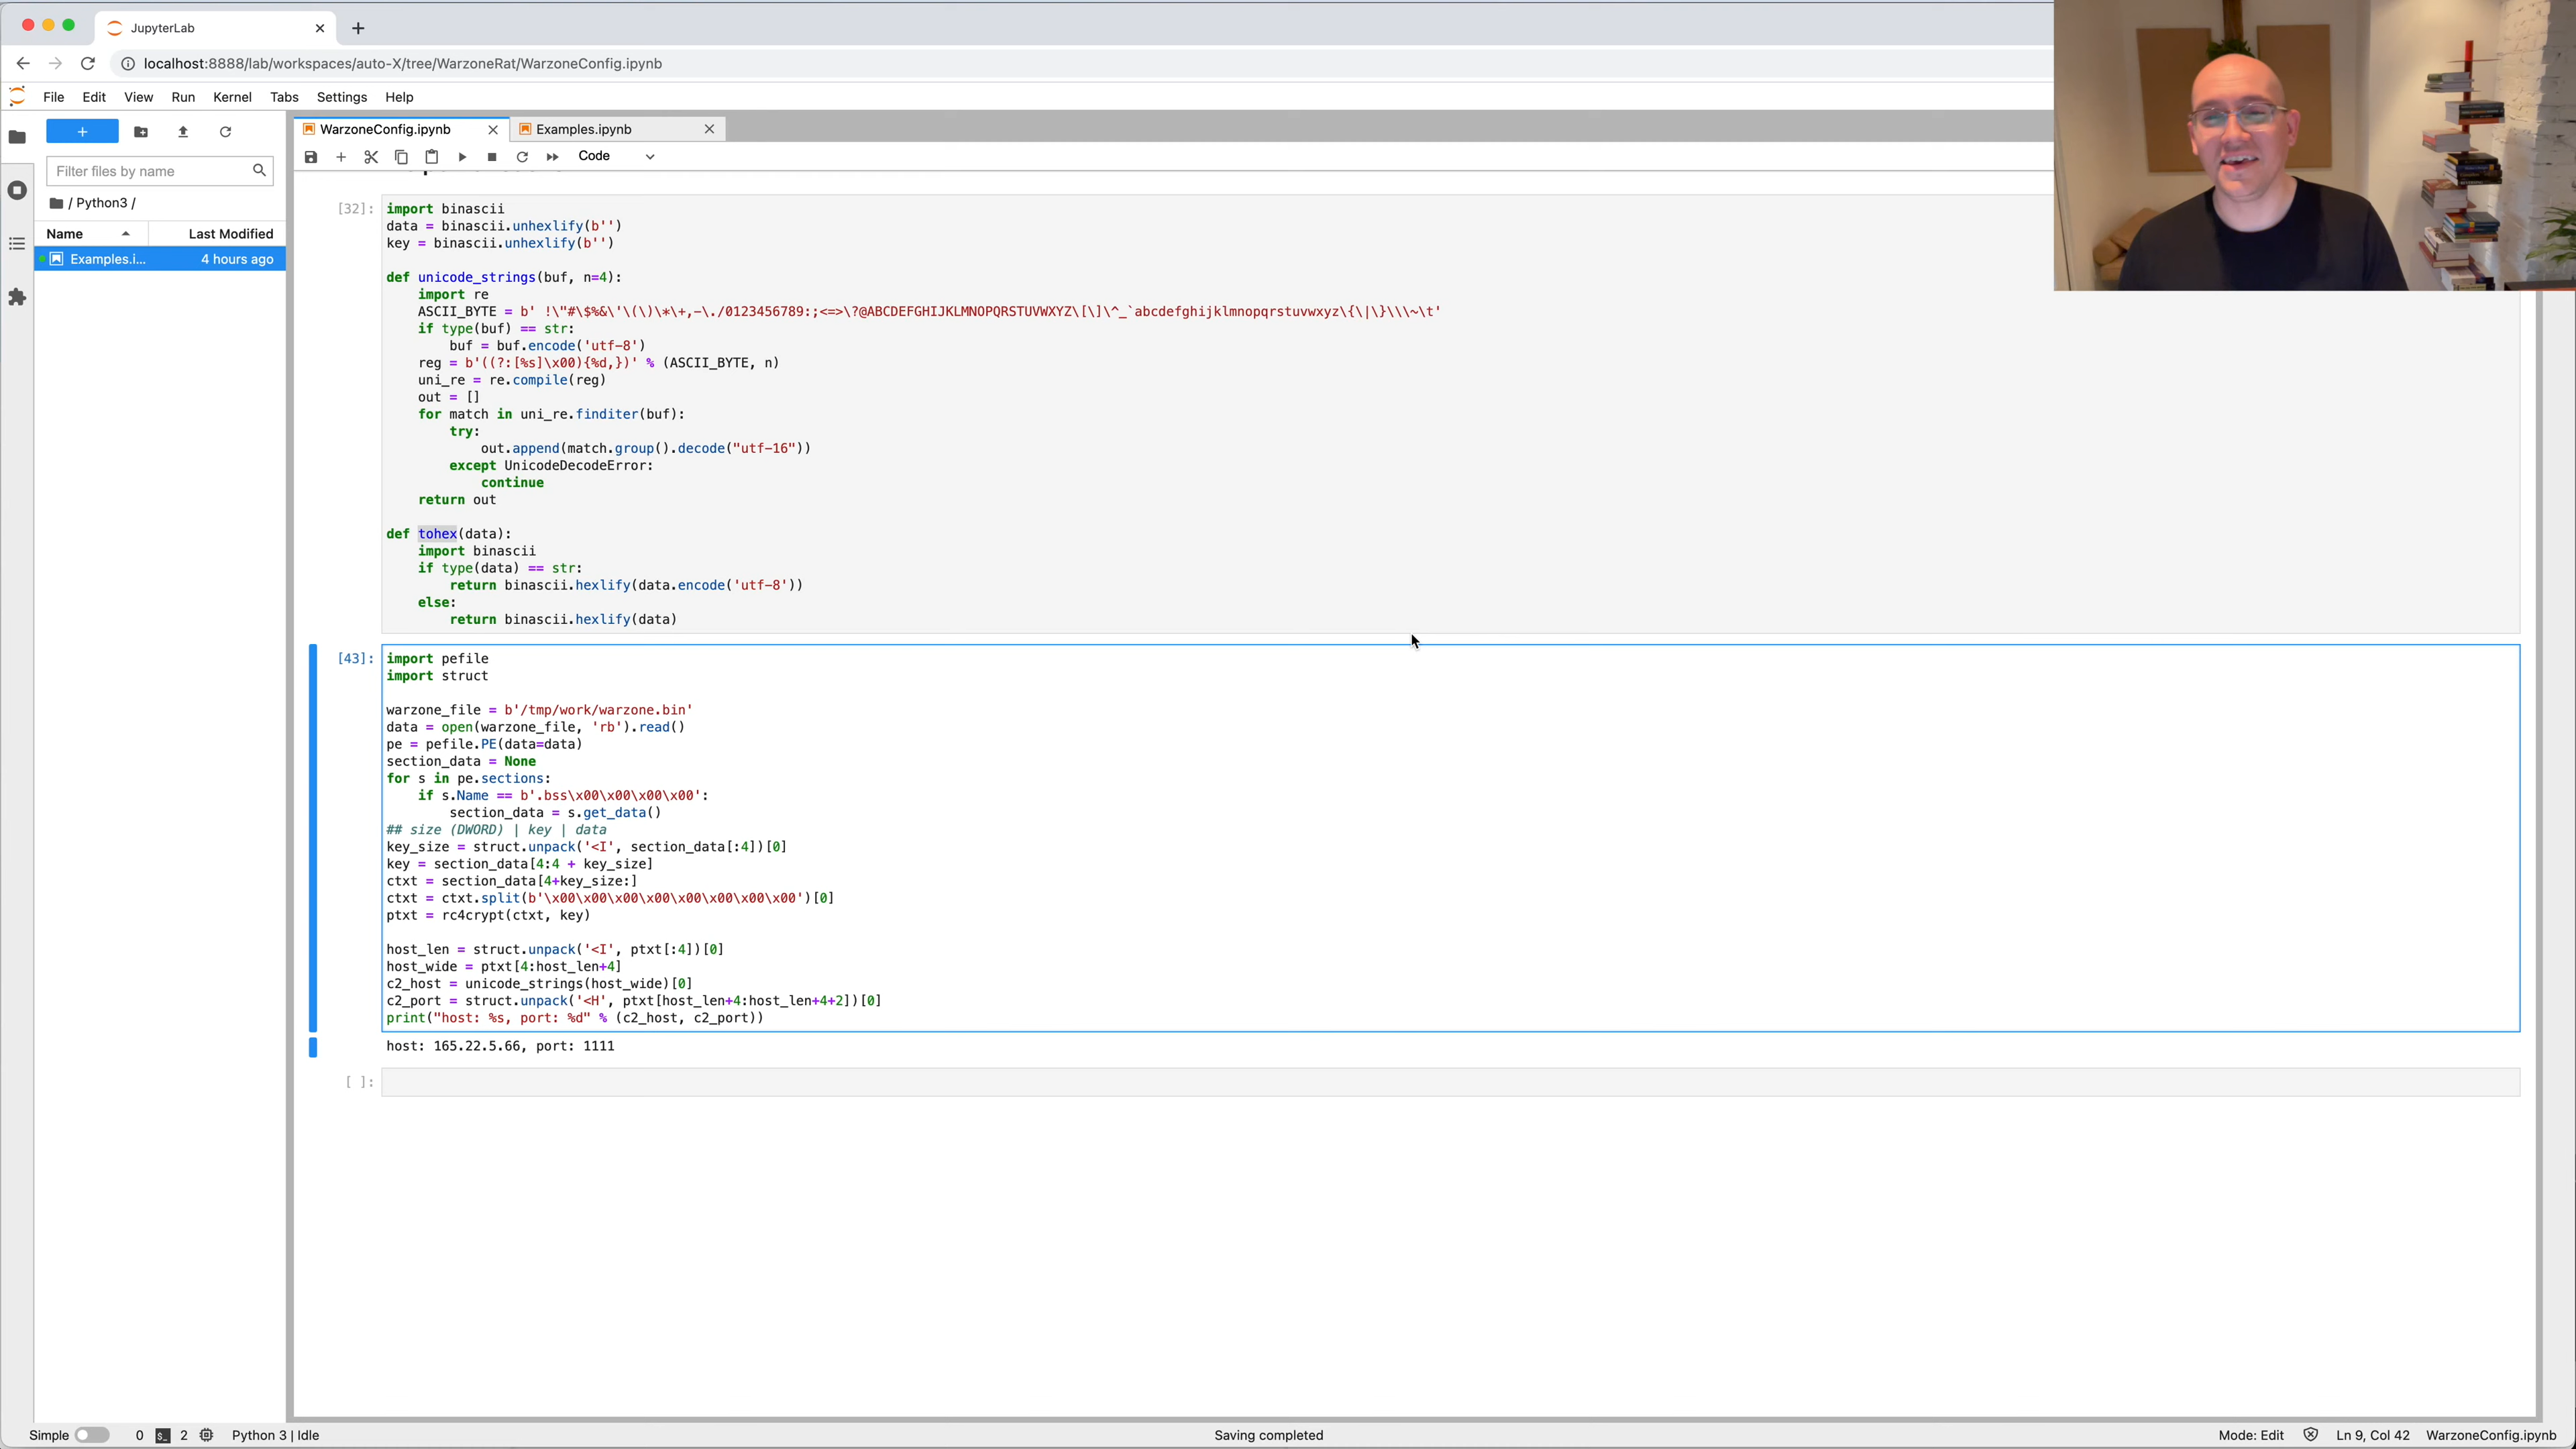 JupyterLab
localhost:8888/lab/workspaces/auto-X/tree/WarzoneRat/WarzoneConfig.ipynb
File Edit View Run Kernel Tabs Settings Help
WarzoneConfig.ipynb
Examples.ipynb
Code
Filter files by name
/ Python3 /
Name Last Modified
Examples.i... 4 hours ago
[32]:
import binascii
data = binascii.unhexlify(b'')
key = binascii.unhexlify(b'')
def unicode_strings(buf, n=4):
    import re
    ASCII_BYTE = b' !\"#\$%&\'\(\)\*\+,-\./0123456789:;<=>\?@ABCDEFGHIJKLMNOPQRSTUVWXYZ\[\]\^_`abcdefghijklmnopqrstuvwxyz\{\|\}\\\~\t'
    if type(buf) == str:
        buf = buf.encode('utf-8')
    reg = b'((?:[%s]\x00){%d,})' % (ASCII_BYTE, n)
    uni_re = re.compile(reg)
    out = []
    for match in uni_re.finditer(buf):
        try:
            out.append(match.group().decode("utf-16"))
        except UnicodeDecodeError:
            continue
    return out
def tohex(data):
    import binascii
    if type(data) == str:
        return binascii.hexlify(data.encode('utf-8'))
    else:
        return binascii.hexlify(data)
[43]:
import pefile
import struct
warzone_file = b'/tmp/work/warzone.bin'
data = open(warzone_file, 'rb').read()
pe = pefile.PE(data=data)
section_data = None
for s in pe.sections:
    if s.Name == b'.bss\x00\x00\x00\x00':
        section_data = s.get_data()
## size (DWORD) | key | data
key_size = struct.unpack('<I', section_data[:4])[0]
key = section_data[4:4 + key_size]
ctxt = section_data[4+key_size:]
ctxt = ctxt.split(b'\x00\x00\x00\x00\x00\x00\x00\x00')[0]
ptxt = rc4crypt(ctxt, key)
host_len = struct.unpack('<I', ptxt[:4])[0]
host_wide = ptxt[4:host_len+4]
c2_host = unicode_strings(host_wide)[0]
c2_port = struct.unpack('<H', ptxt[host_len+4:host_len+4+2])[0]
print("host: %s, port: %d" % (c2_host, c2_port))
host: 165.22.5.66, port: 1111
[ ]:
Simple 0 2 Python 3 | Idle Saving completed Mode: Edit Ln 9, Col 42 WarzoneConfig.ipynb